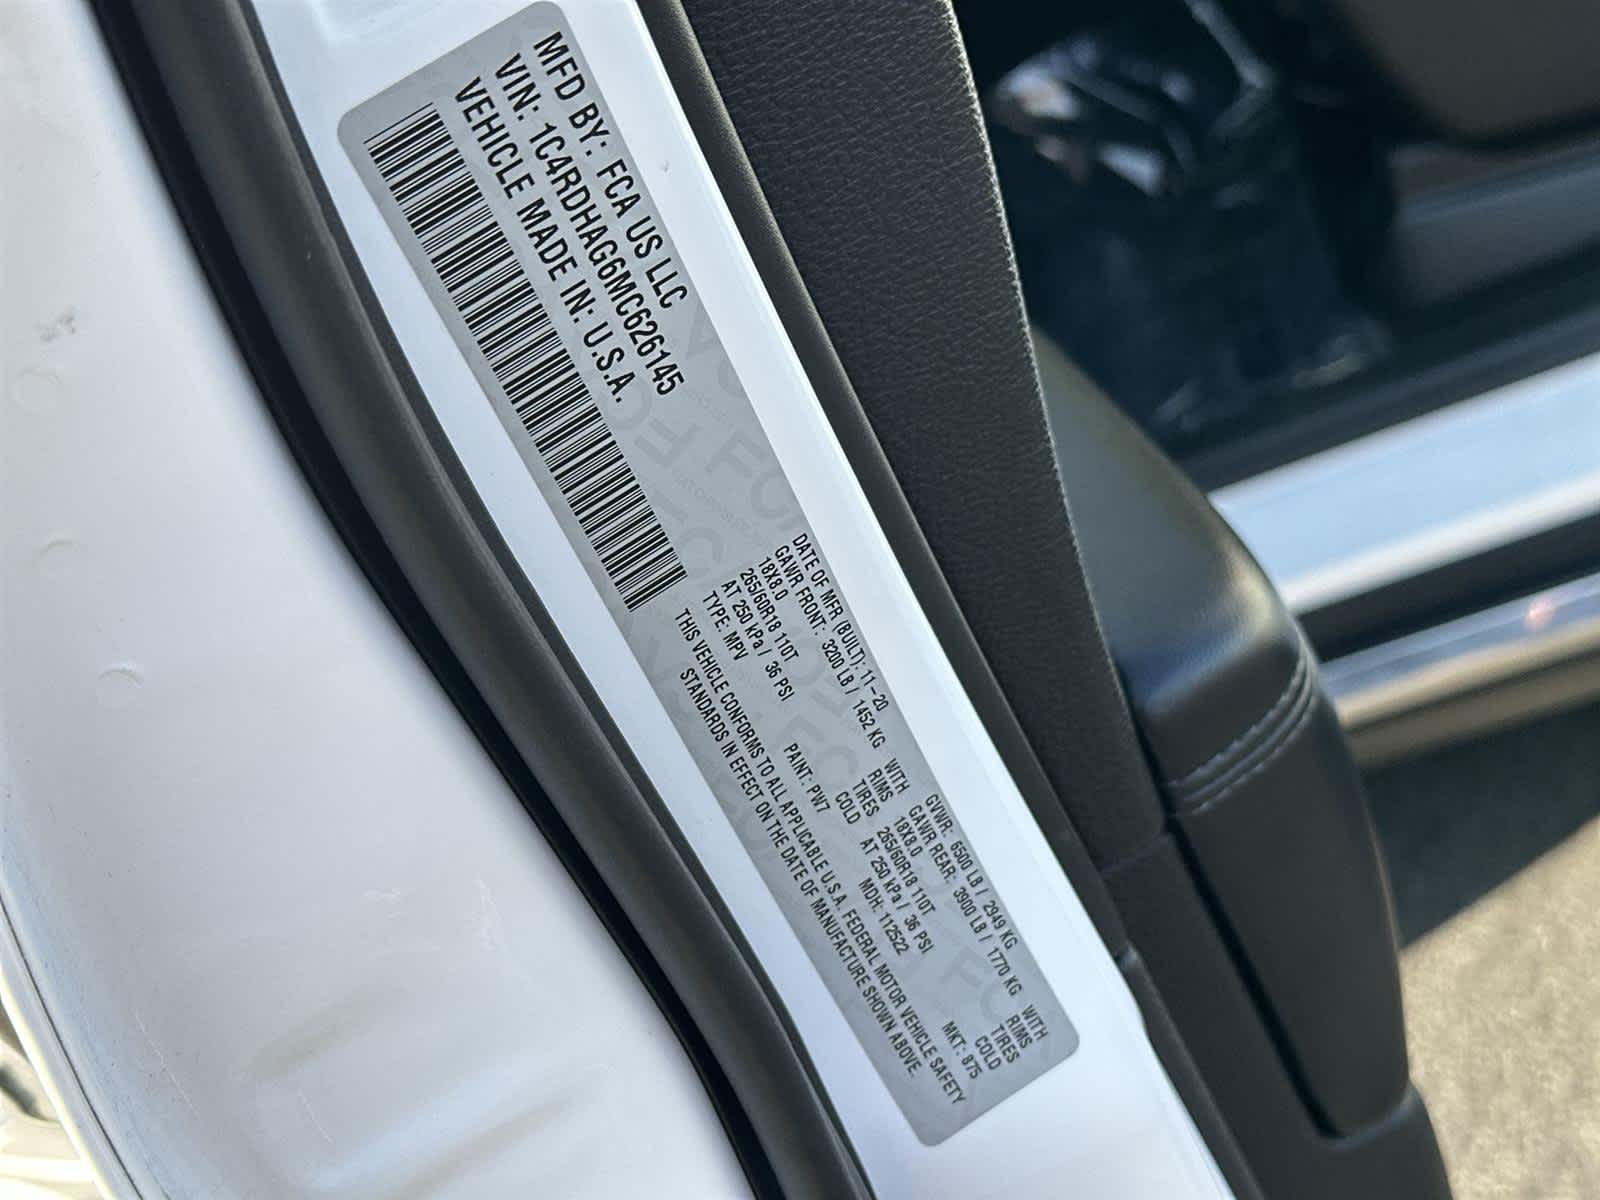 MFD BY: FCA US LLC
VIN: 1C4RDHAG6MC626145
VEHICLE MADE IN: U.S.A.
DATE OF MFR (BUILT): 11-20 GVWR: 6500 LB / 2949 KG
GAWR FRONT: 3200 LB / 1452 KG WITH GAWR REAR: 3900 LB / 1770 KG WITH
18X8.0 RIMS 18X8.0 RIMS
265/60R18 110T TIRES 265/60R18 110T TIRES
AT 250 kPa / 36 PSI COLD AT 250 kPa / 36 PSI COLD
TYPE: MPV PAINT: PW7 MDH: 112522 MKT: 875
THIS VEHICLE CONFORMS TO ALL APPLICABLE U.S.A. FEDERAL MOTOR VEHICLE SAFETY
STANDARDS IN EFFECT ON THE DATE OF MANUFACTURE SHOWN ABOVE.